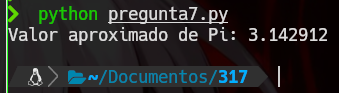 ❯ python pregunta7.py
Valor aproximado de Pi: 3.142912
~/Documentos/317